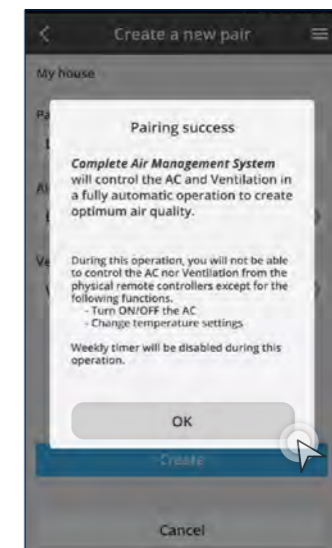 Create a new pair
My house
Pairing success
Complete Air Management System
will control the AC and Ventilation in
a fully automatic operation to create
optimum air quality.
During this operation, you will not be able
to control the AC nor Ventilation from the
physical remote controllers except for the
following functions.
- Turn ON/OFF the AC
- Change temperature settings
Weekly timer will be disabled during this
operation.
OK
Create
Cancel